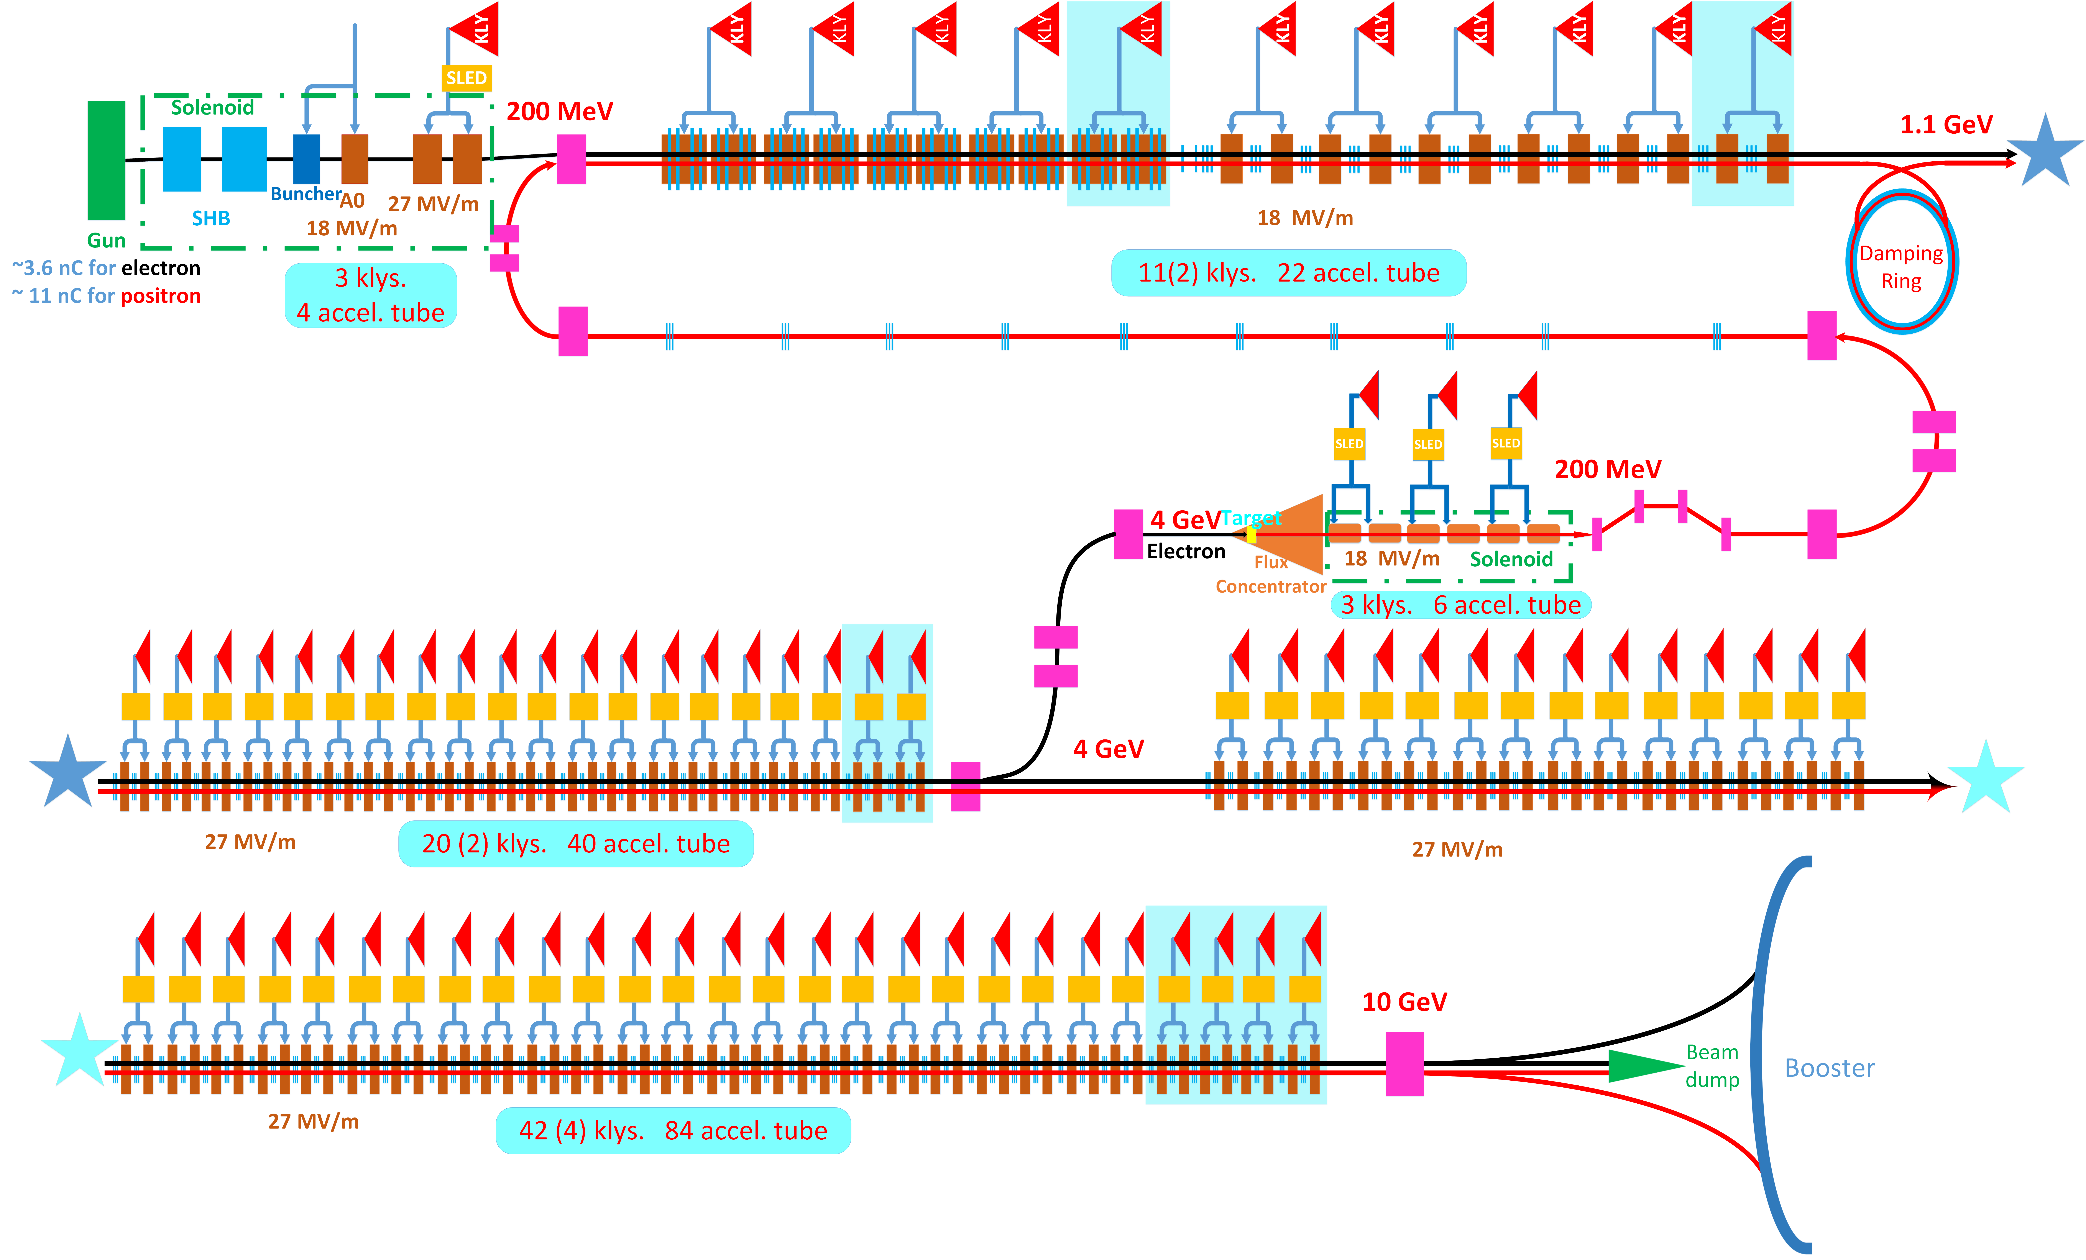 KLY
KLY
KLY
KLY
KLY
KLY
KLY
KLY
KLY
KLY
KLY
KLY
SLED
Solenoid
200 MeV
1.1 GeV
Buncher
A0
27 MV/m
SHB
18 MV/m
18 MV/m
Gun
~3.6 nC for electron
~ 11 nC for positron
3 klys.
4 accel. tube
11(2) klys. 22 accel. tube
Damping
Ring
SLED
SLED
SLED
200 MeV
4 GeV
Target
Electron
Flux
Concentrator
18 MV/m
Solenoid
3 klys. 6 accel. tube
4 GeV
27 MV/m
20 (2) klys. 40 accel. tube
27 MV/m
10 GeV
Beam
dump
Booster
27 MV/m
42 (4) klys. 84 accel. tube